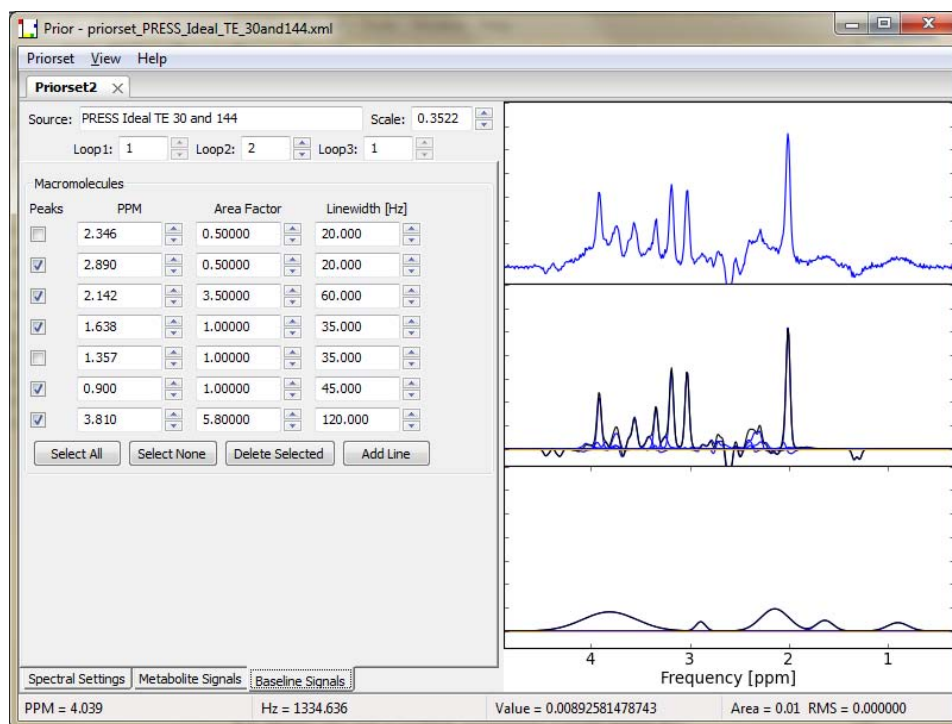 Prior - priorset_PRESS_Ideal_TE_30and144.xml
Priorset View Help
Priorset2
Source: PRESS Ideal TE 30 and 144 Scale: 0.3522
Loop1: 1 Loop2: 2 Loop3: 1
Macromolecules
Peaks PPM Area Factor Linewidth [Hz]
2.346 0.50000 20.000
2.890 0.50000 20.000
2.142 3.50000 60.000
1.638 1.00000 35.000
1.357 1.00000 35.000
0.900 1.00000 45.000
3.810 5.80000 120.000
Select All Select None Delete Selected Add Line
4 3 2 1
Frequency [ppm]
Spectral Settings Metabolite Signals Baseline Signals
PPM = 4.039 Hz = 1334.636 Value = 0.00892581478743 Area = 0.01 RMS = 0.000000